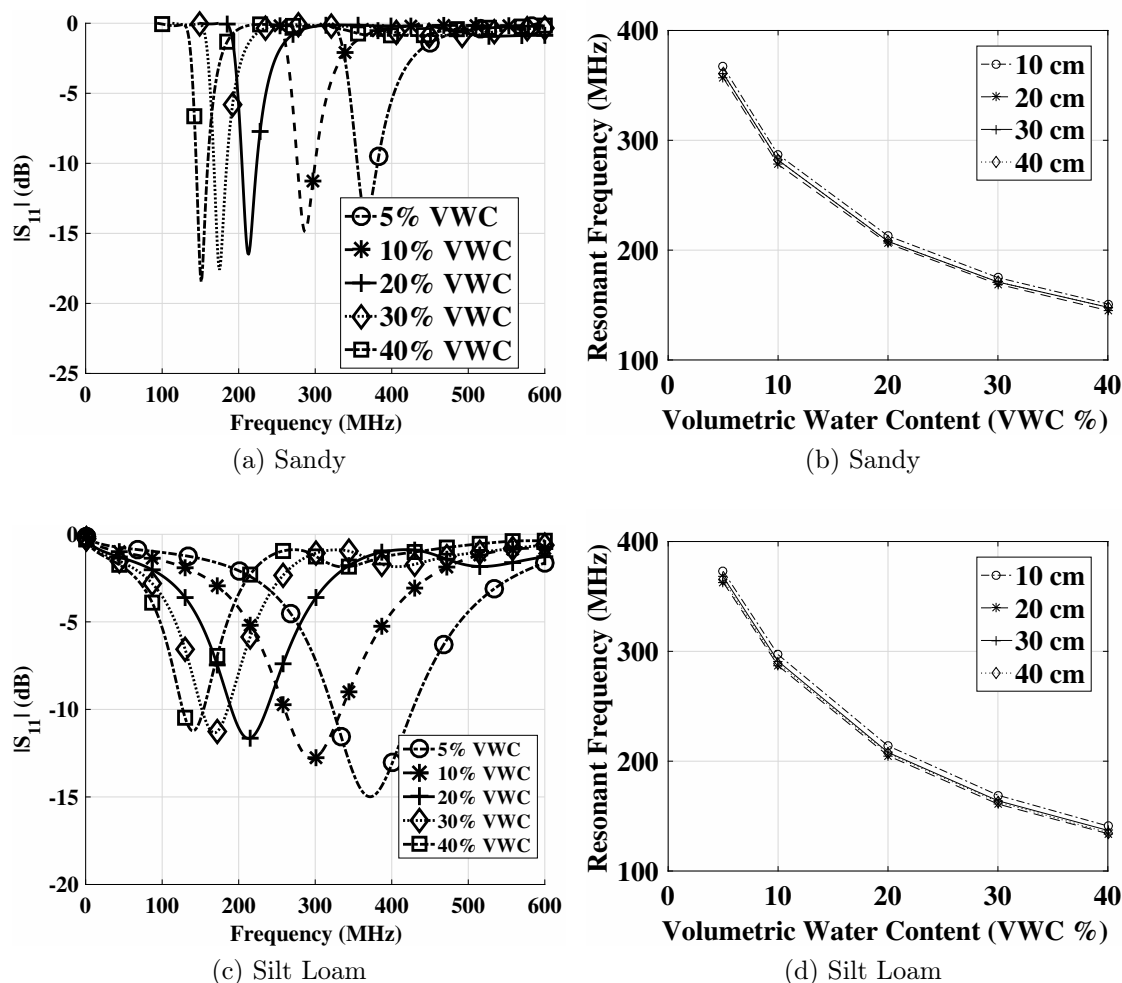 0
-5
-10
-15
-20
-25
|S11| (dB)
0 100 200 300 400 500 600
Frequency (MHz)
5% VWC
10% VWC
20% VWC
30% VWC
40% VWC
(a) Sandy
400
300
200
100
Resonant Frequency (MHz)
0 10 20 30 40
Volumetric Water Content (VWC %)
10 cm
20 cm
30 cm
40 cm
(b) Sandy
0
-5
-10
-15
-20
|S11| (dB)
0 100 200 300 400 500 600
Frequency (MHz)
5% VWC
10% VWC
20% VWC
30% VWC
40% VWC
(c) Silt Loam
400
300
200
100
Resonant Frequency (MHz)
0 10 20 30 40
Volumetric Water Content (VWC %)
10 cm
20 cm
30 cm
40 cm
(d) Silt Loam